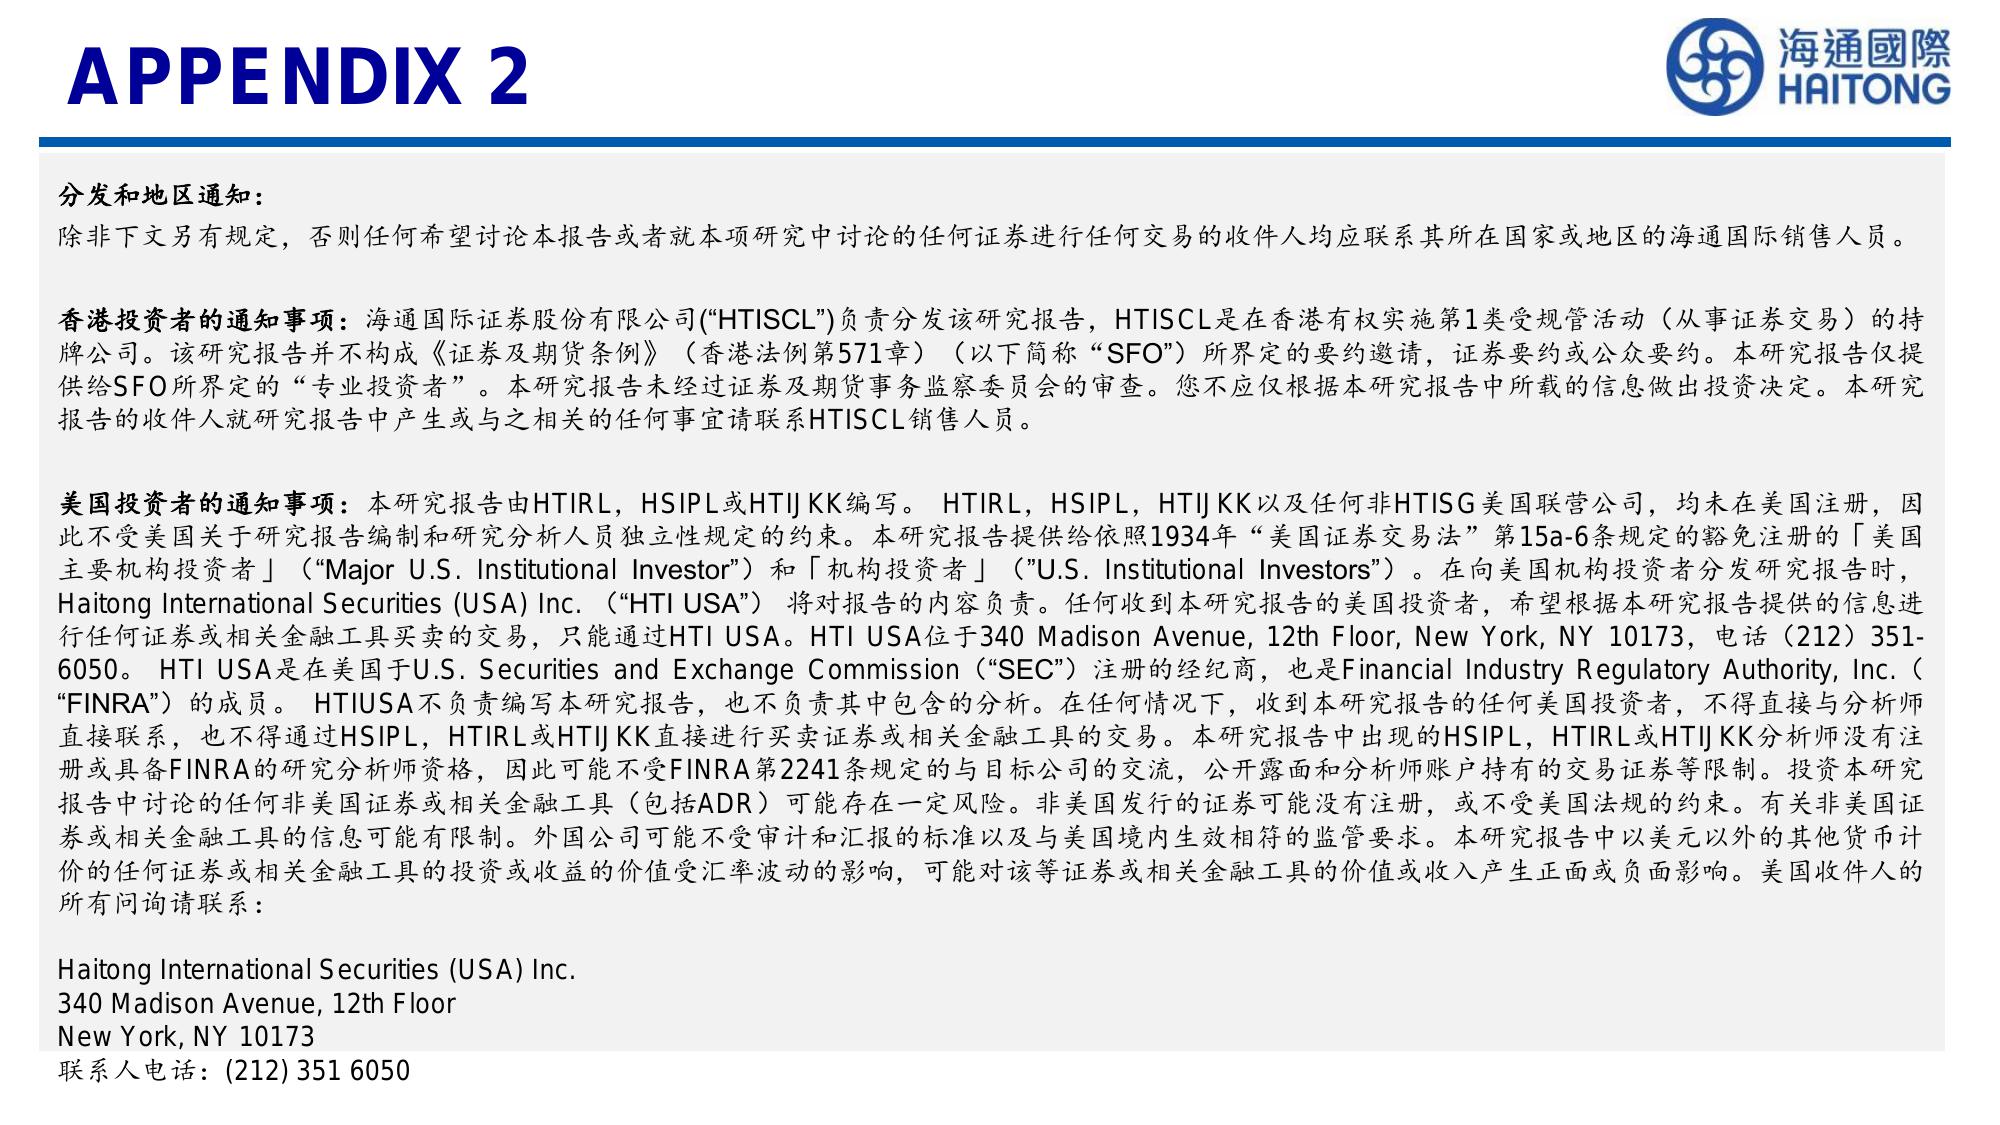 APPENDIX 2
海通國際
HAITONG
分发和地区通知：
除非下文另有规定，否则任何希望讨论本报告或者就本项研究中讨论的任何证券进行任何交易的收件人均应联系其所在国家或地区的海通国际销售人员。
香港投资者的通知事项：海通国际证券股份有限公司(“HTISCL”)负责分发该研究报告，HTISCL是在香港有权实施第1类受规管活动（从事证券交易）的持
牌公司。该研究报告并不构成《证券及期货条例》（香港法例第571章）（以下简称“SFO”）所界定的要约邀请，证券要约或公众要约。本研究报告仅提
供给SFO所界定的“专业投资者”。本研究报告未经过证券及期货事务监察委员会的审查。您不应仅根据本研究报告中所载的信息做出投资决定。本研究
报告的收件人就研究报告中产生或与之相关的任何事宜请联系HTISCL销售人员。
美国投资者的通知事项：本研究报告由HTIRL，HSIPL或HTIJKK编写。 HTIRL，HSIPL，HTIJKK以及任何非HTISG美国联营公司，均未在美国注册，因
此不受美国关于研究报告编制和研究分析人员独立性规定的约束。本研究报告提供给依照1934年“美国证券交易法”第15a-6条规定的豁免注册的「美国
主要机构投资者」（“Major U.S. Institutional Investor”）和「机构投资者」（”U.S. Institutional Investors”）。在向美国机构投资者分发研究报告时，
Haitong International Securities (USA) Inc. （“HTI USA”） 将对报告的内容负责。任何收到本研究报告的美国投资者，希望根据本研究报告提供的信息进
行任何证券或相关金融工具买卖的交易，只能通过HTI USA。HTI USA位于340 Madison Avenue, 12th Floor, New York, NY 10173，电话（212）351-
6050。 HTI USA是在美国于U.S. Securities and Exchange Commission（“SEC”）注册的经纪商，也是Financial Industry Regulatory Authority, Inc.（
“FINRA”）的成员。 HTIUSA不负责编写本研究报告，也不负责其中包含的分析。在任何情况下，收到本研究报告的任何美国投资者，不得直接与分析师
直接联系，也不得通过HSIPL，HTIRL或HTIJKK直接进行买卖证券或相关金融工具的交易。本研究报告中出现的HSIPL，HTIRL或HTIJKK分析师没有注
册或具备FINRA的研究分析师资格，因此可能不受FINRA第2241条规定的与目标公司的交流，公开露面和分析师账户持有的交易证券等限制。投资本研究
报告中讨论的任何非美国证券或相关金融工具（包括ADR）可能存在一定风险。非美国发行的证券可能没有注册，或不受美国法规的约束。有关非美国证
券或相关金融工具的信息可能有限制。外国公司可能不受审计和汇报的标准以及与美国境内生效相符的监管要求。本研究报告中以美元以外的其他货币计
价的任何证券或相关金融工具的投资或收益的价值受汇率波动的影响，可能对该等证券或相关金融工具的价值或收入产生正面或负面影响。美国收件人的
所有问询请联系：
Haitong International Securities (USA) Inc.
340 Madison Avenue, 12th Floor
New York, NY 10173
联系人电话：(212) 351 6050